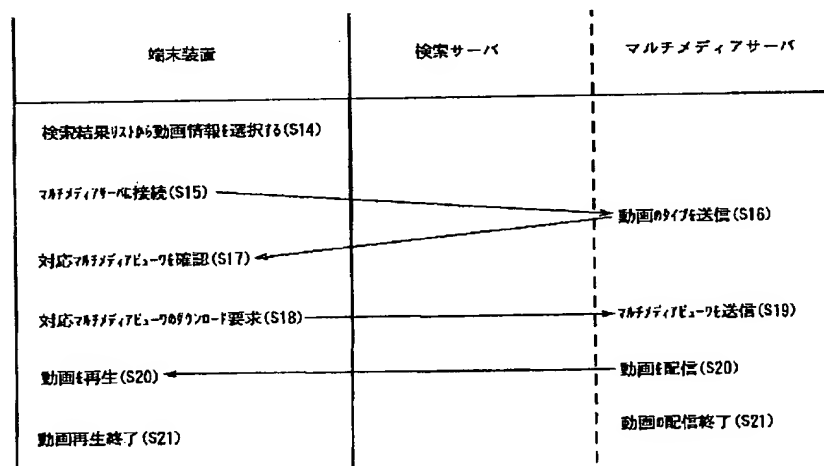 端末装置 検索サーバ マルチメディアサーバ
検索結果ﾘｽﾄから動画情報を選択する(S14)
ﾏﾙﾁﾒﾃﾞｨｱｻｰﾊﾞに接続(S15)
動画のﾀｲﾌﾟを送信(S16)
対応ﾏﾙﾁﾒﾃﾞｨｱﾋﾞｭｰﾜを確認(S17)
対応ﾏﾙﾁﾒﾃﾞｨｱﾋﾞｭｰﾜのﾀﾞｳﾝﾛｰﾄﾞ要求(S18) ﾏﾙﾁﾒﾃﾞｨｱﾋﾞｭｰﾜを送信(S19)
動画を再生(S20) 動画を配信(S20)
動画の配信終了(S21)
動画再生終了(S21)